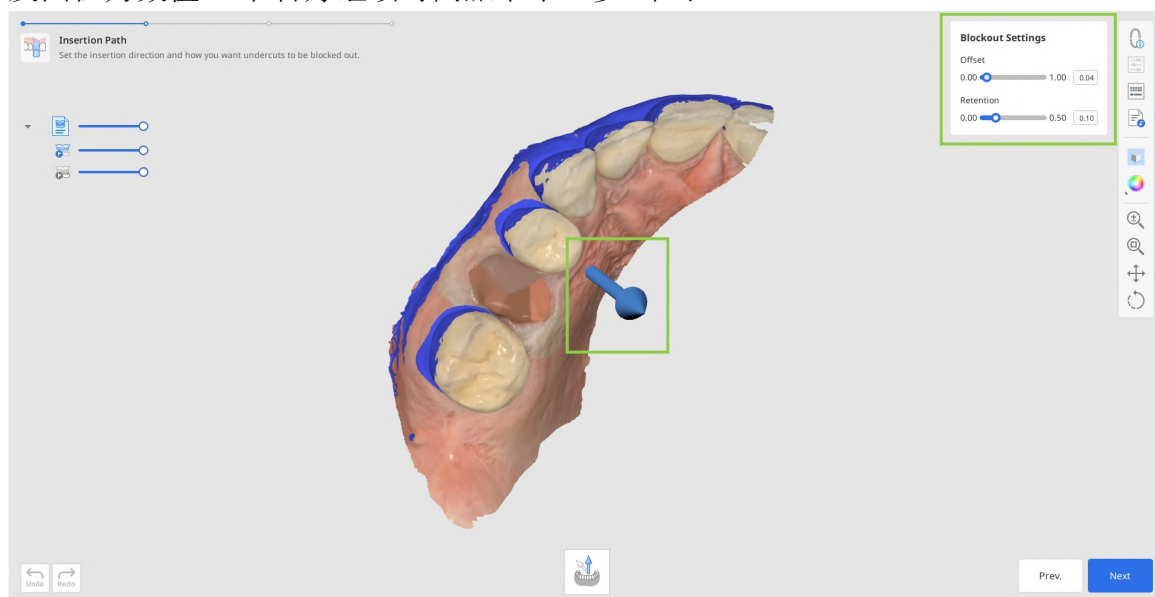 Insertion Path
Set the insertion direction and how you want undercuts to be blocked out.
Blockout Settings
Offset
0.00 1.00 0.04
Retention
0.00 0.50 0.10
Undo Redo
Prev. Next